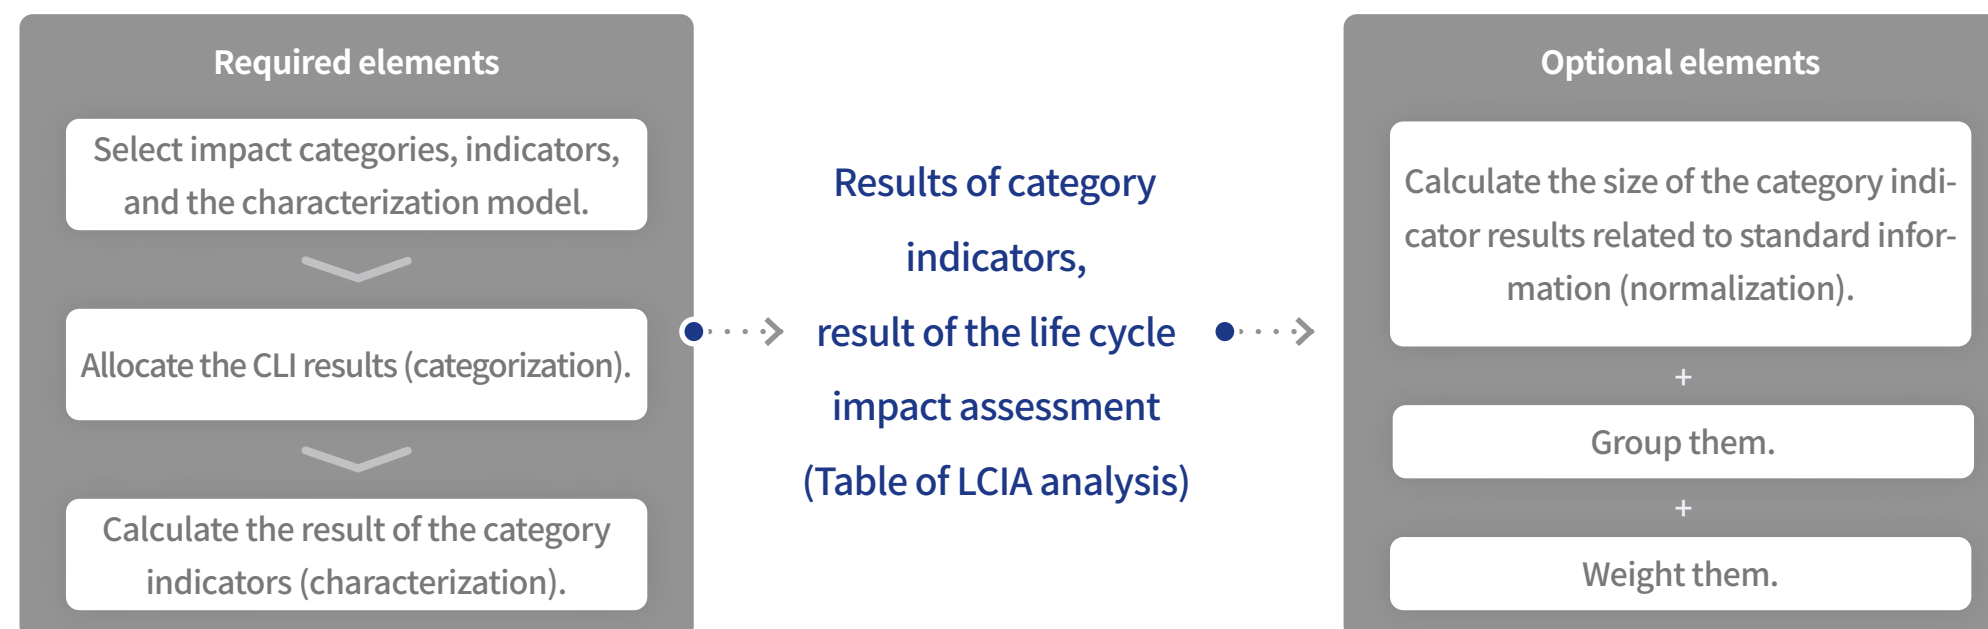 Required elements
Select impact categories, indicators,
and the characterization model.
Allocate the CLI results (categorization).
Calculate the result of the category
indicators (characterization).
Results of category
indicators,
result of the life cycle
impact assessment
(Table of LCIA analysis)
Optional elements
Calculate the size of the category indi-
cator results related to standard infor-
mation (normalization).
+
Group them.
+
Weight them.